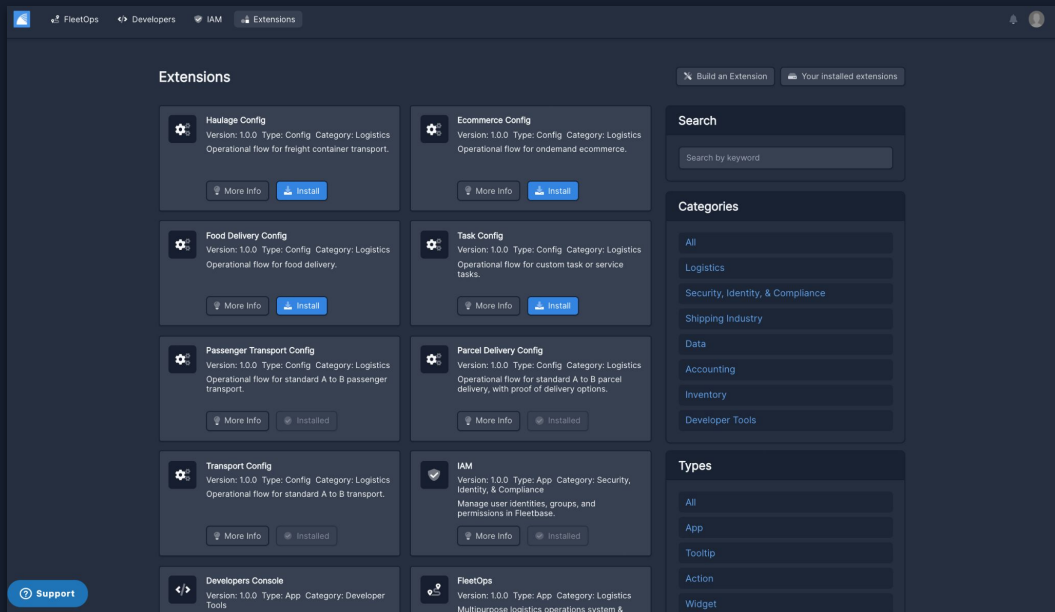 FleetOps
Developers
IAM
Extensions
Extensions
Build an Extension
Your installed extensions
Haulage Config
Version: 1.0.0 Type: Config Category: Logistics
Operational flow for freight container transport.
More Info
Install
Ecommerce Config
Version: 1.0.0 Type: Config Category: Logistics
Operational flow for ondemand ecommerce.
More Info
Install
Food Delivery Config
Version: 1.0.0 Type: Config Category: Logistics
Operational flow for food delivery.
More Info
Install
Task Config
Version: 1.0.0 Type: Config Category: Logistics
Operational flow for custom task or service
tasks.
More Info
Install
Passenger Transport Config
Version: 1.0.0 Type: Config Category: Logistics
Operational flow for standard A to B passenger
transport.
More Info
Installed
Parcel Delivery Config
Version: 1.0.0 Type: Config Category: Logistics
Operational flow for standard A to B parcel
delivery, with proof of delivery options.
More Info
Installed
Transport Config
Version: 1.0.0 Type: Config Category: Logistics
Operational flow for standard A to B transport.
More Info
Installed
IAM
Version: 1.0.0 Type: App Category: Security,
Identity, & Compliance
Manage user identities, groups, and
permissions in Fleetbase.
More Info
Installed
Developers Console
Version: 1.0.0 Type: App Category: Developer
Tools
FleetOps
Version: 1.0.0 Type: App Category: Logistics
Multipurpose logistics operations system &
Search
Search by keyword
Categories
All
Logistics
Security, Identity, & Compliance
Shipping Industry
Data
Accounting
Inventory
Developer Tools
Types
All
App
Tooltip
Action
Widget
Support